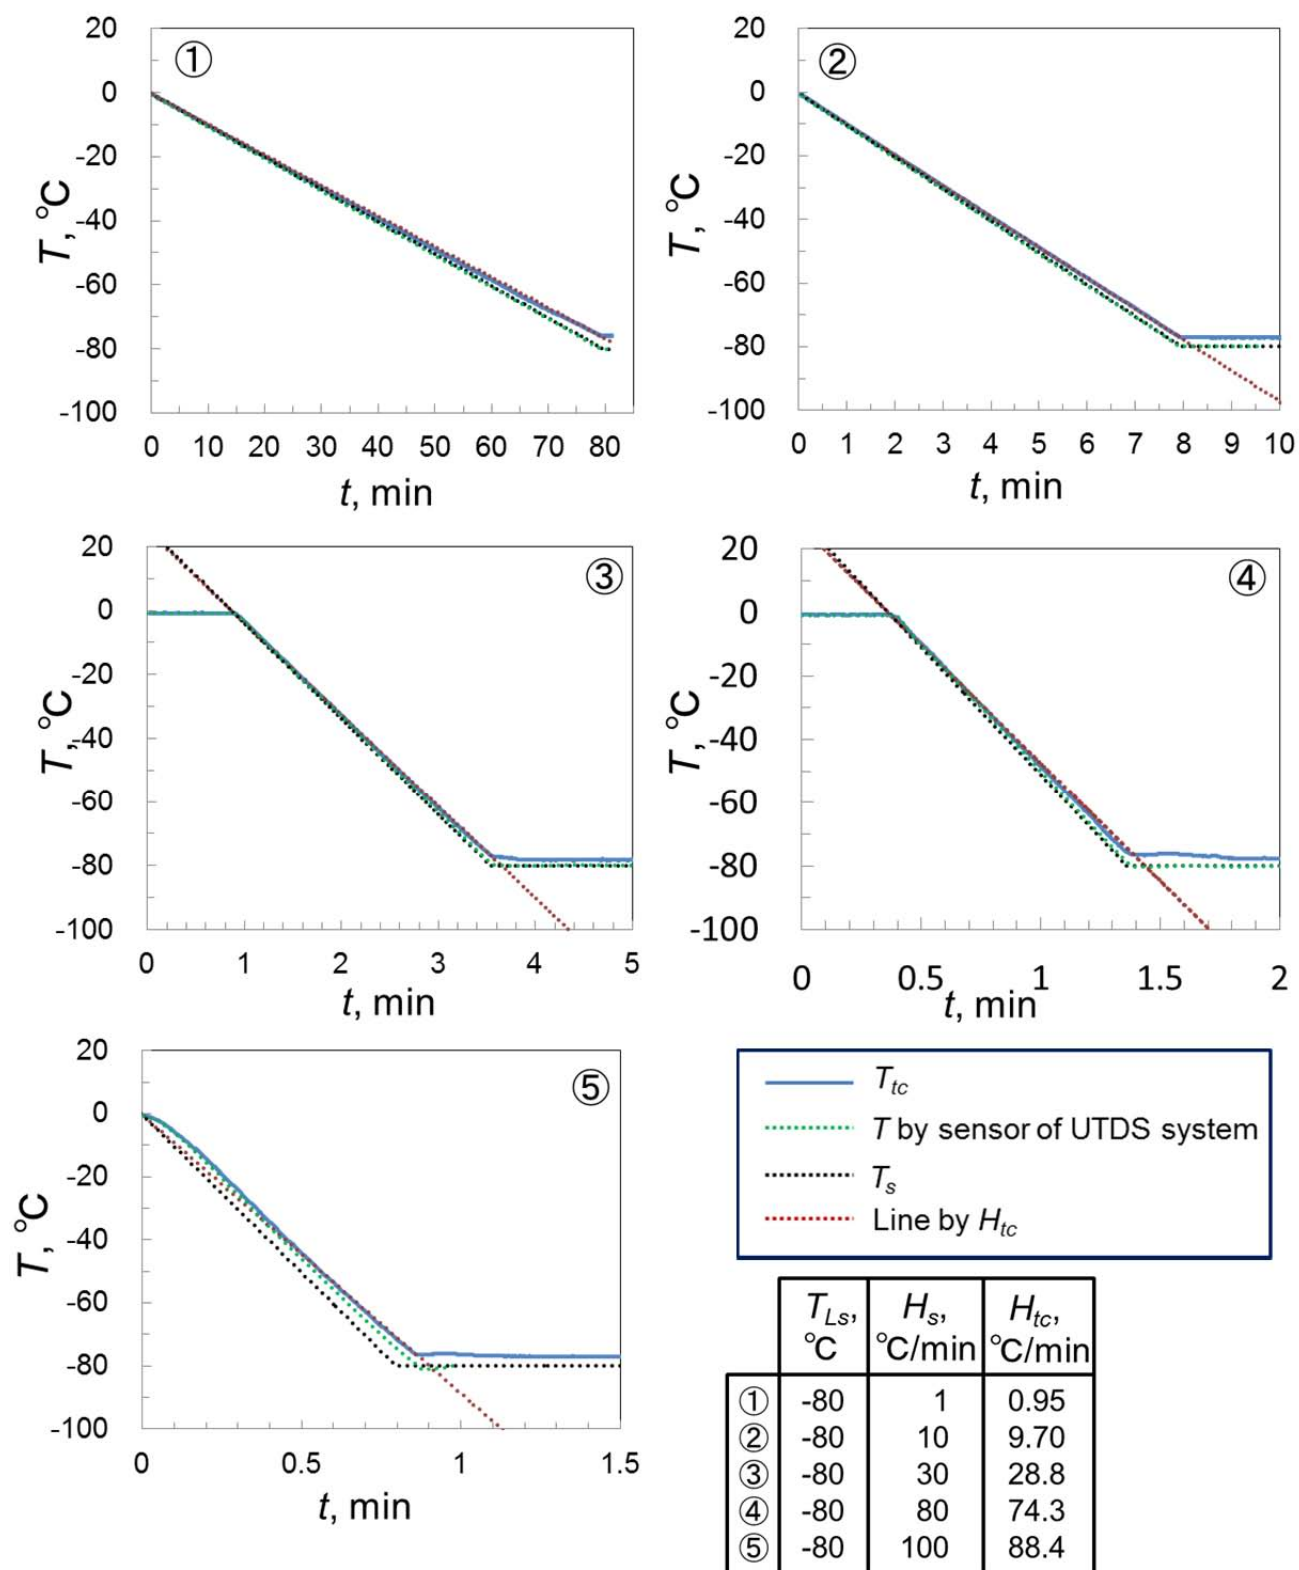 ①
20
0
-20
-40
-60
-80
-100
T, °C
0 10 20 30 40 50 60 70 80
t, min
②
20
0
-20
-40
-60
-80
-100
T, °C
0 1 2 3 4 5 6 7 8 9 10
t, min
③
20
0
-20
-40
-60
-80
-100
T, °C
0 1 2 3 4 5
t, min
④
20
0
-20
-40
-60
-80
-100
T, °C
0 0.5 1 1.5 2
t, min
⑤
20
0
-20
-40
-60
-80
-100
T, °C
0 0.5 1 1.5
t, min
Ttc
T by sensor of UTDS system
Ts
Line by Htc
TLs, Hs, Htc,
°C °C/min °C/min
① -80 1 0.95
② -80 10 9.70
③ -80 30 28.8
④ -80 80 74.3
⑤ -80 100 88.4